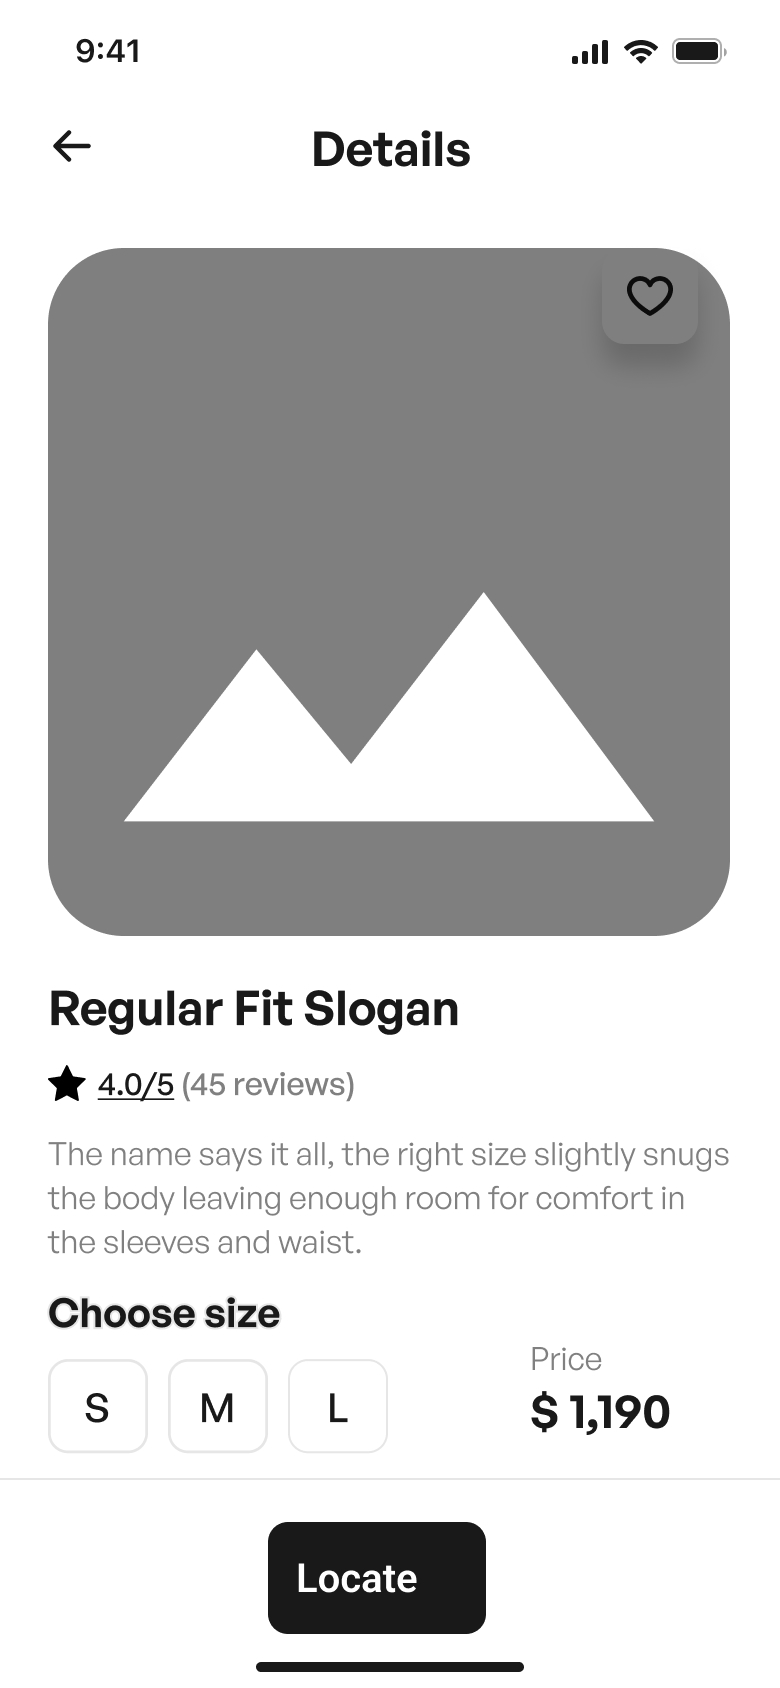 9:41
Details
Regular Fit Slogan
4.0/5 (45 reviews)
The name says it all, the right size slightly snugs
the body leaving enough room for comfort in
the sleeves and waist.
Choose size
S M L
Price
$ 1,190
Locate